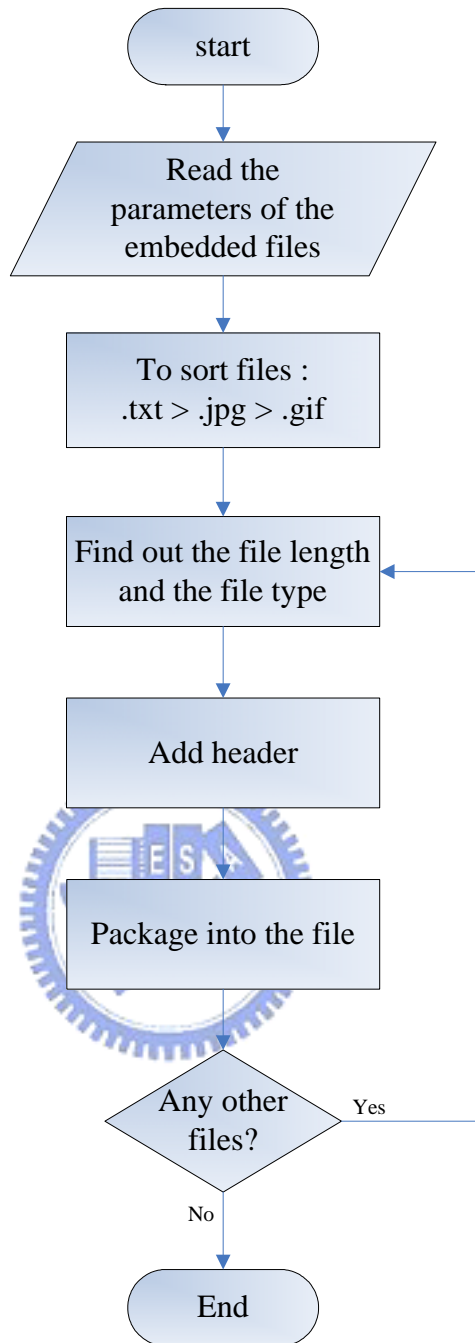 start
Read the
parameters of the
embedded files
To sort files :
.txt > .jpg > .gif
Find out the file length
and the file type
Add header
E S A
Package into the file
Any other
files?
Yes
No
End